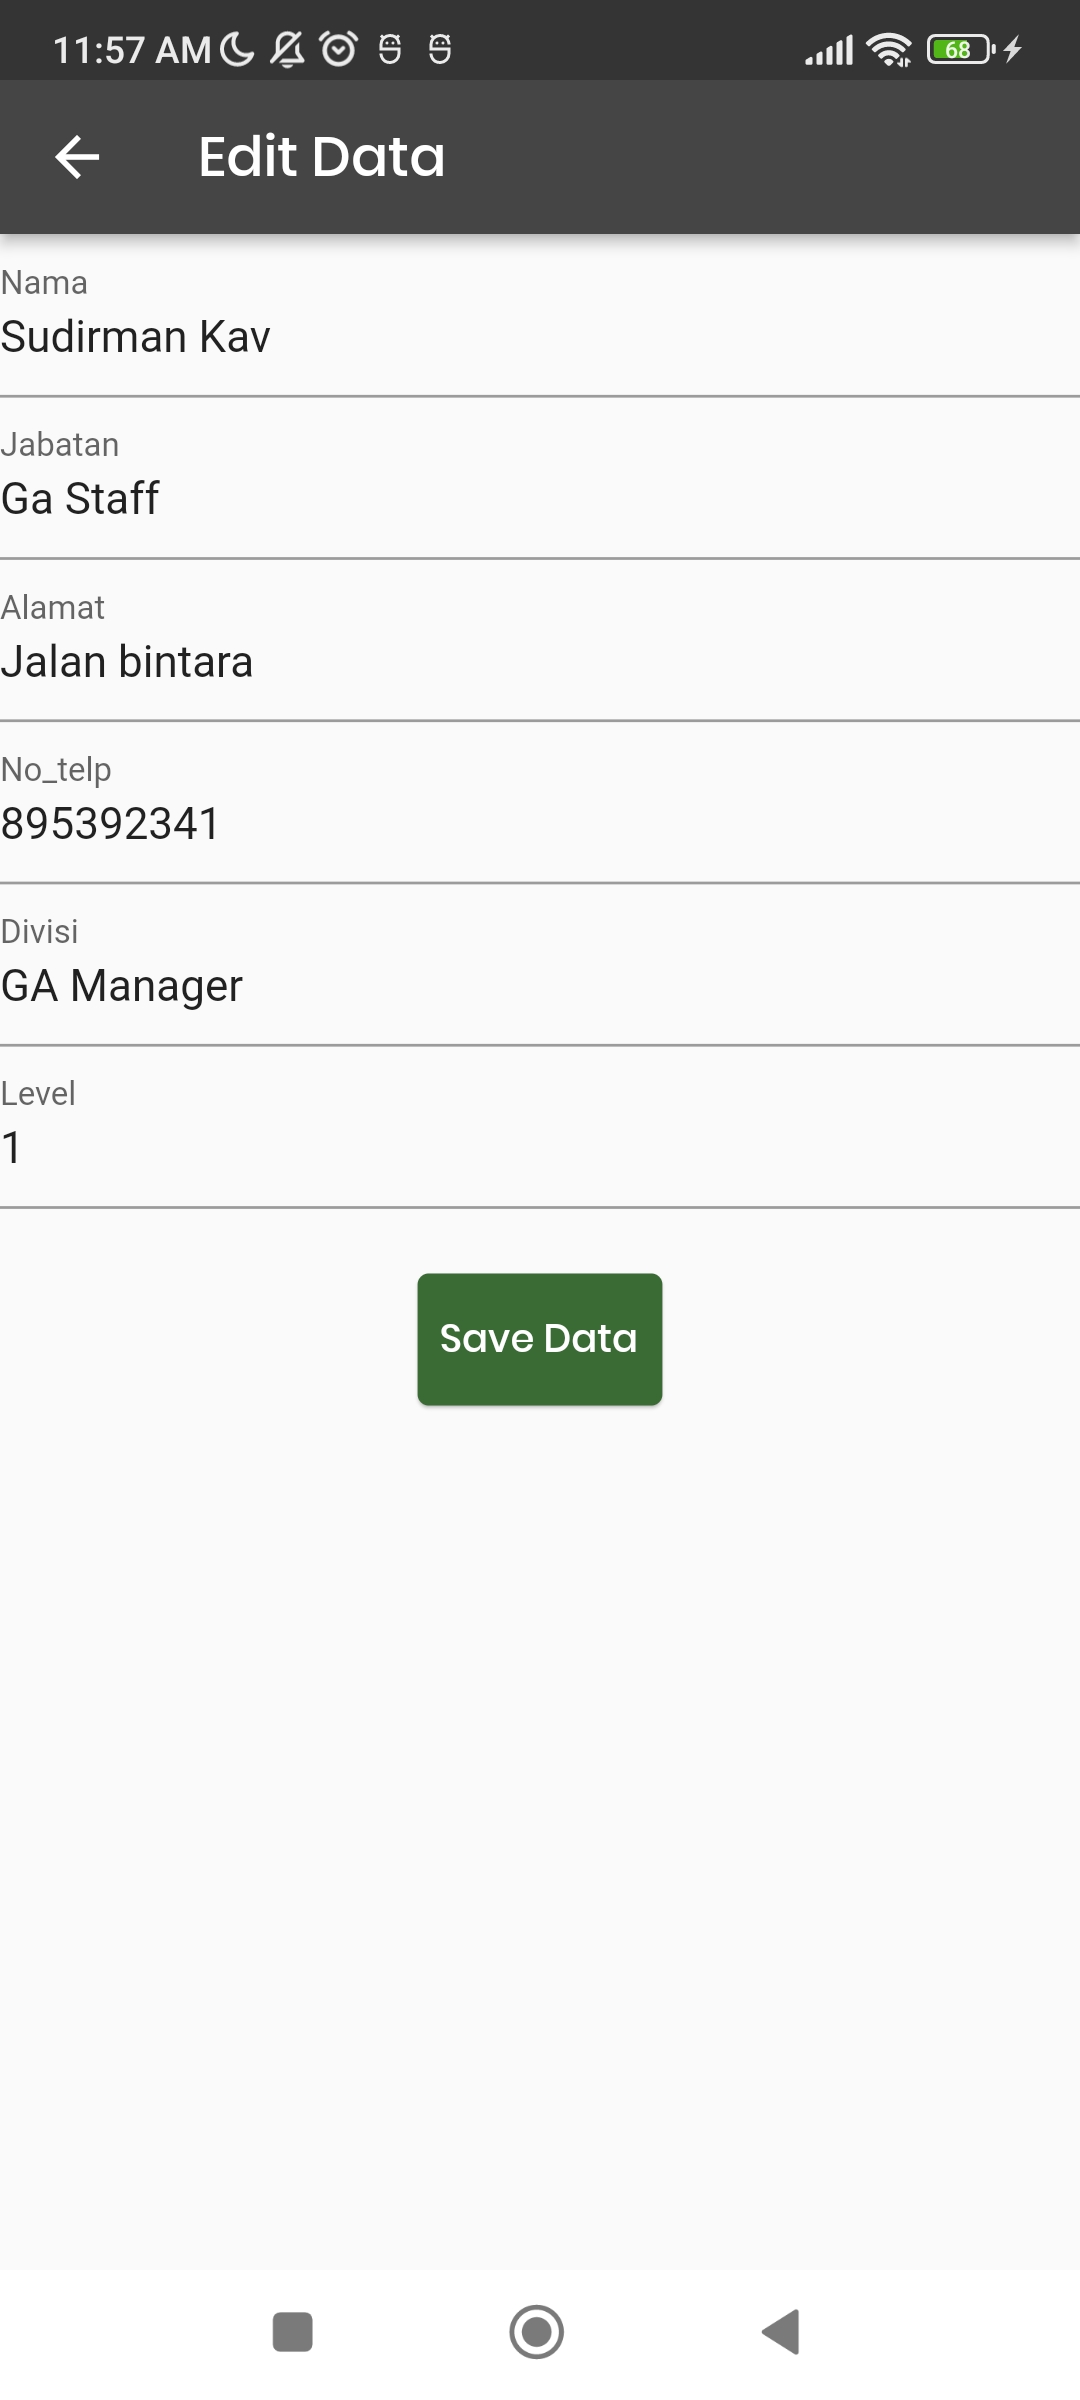 11:57 AM
68
Edit Data
Nama
Sudirman Kav
Jabatan
Ga Staff
Alamat
Jalan bintara
No_telp
895392341
Divisi
GA Manager
Level
1
Save Data